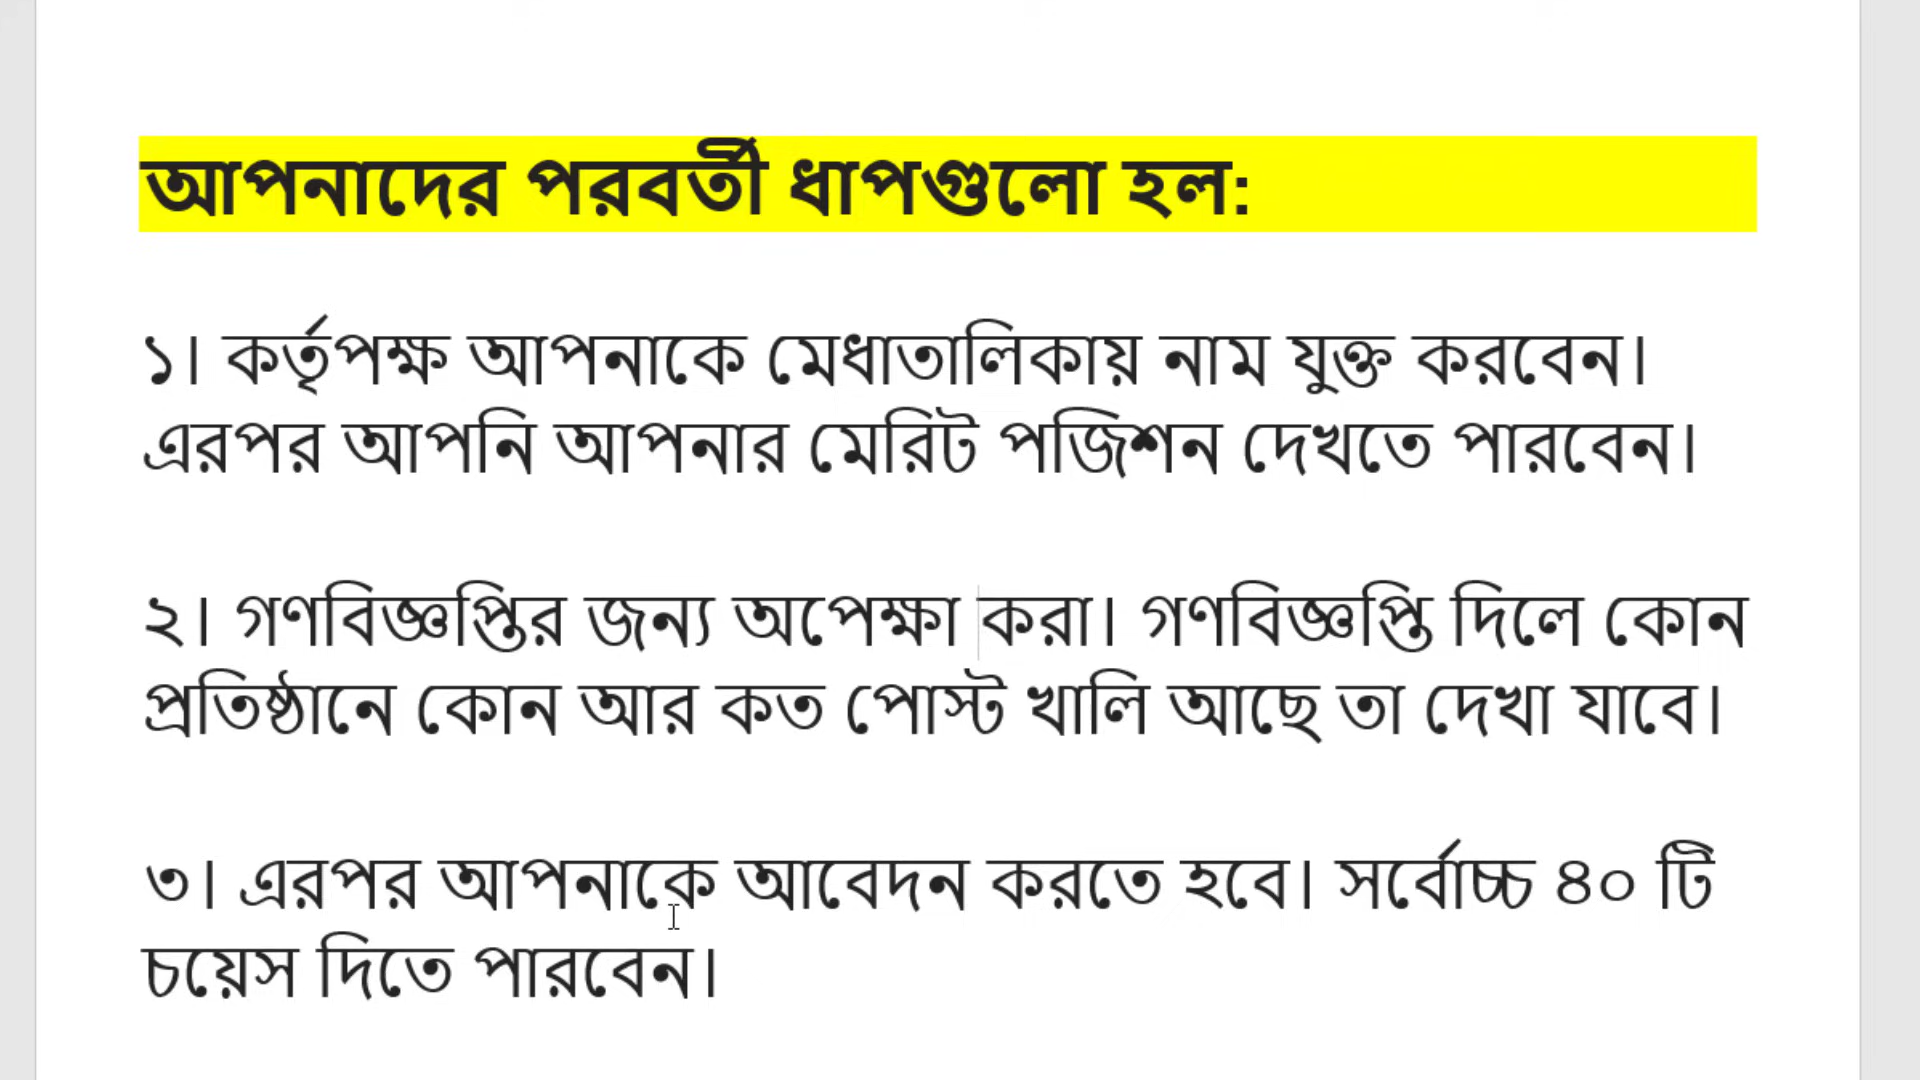 আপনাদের পরবর্তী ধাপগুলো হল:
১। কর্তৃপক্ষ আপনাকে মেধাতালিকায় নাম যুক্ত করবেন।
এরপর আপনি আপনার মেরিট পজিশন দেখতে পারবেন।
২। গণবিজ্ঞপ্তির জন্য অপেক্ষা করা। গণবিজ্ঞপ্তি দিলে কোন
প্রতিষ্ঠানে কোন আর কত পোস্ট খালি আছে তা দেখা যাবে।
৩। এরপর আপনাকে আবেদন করতে হবে। সর্বোচ্চ ৪০ টি
চয়েস দিতে পারবেন।